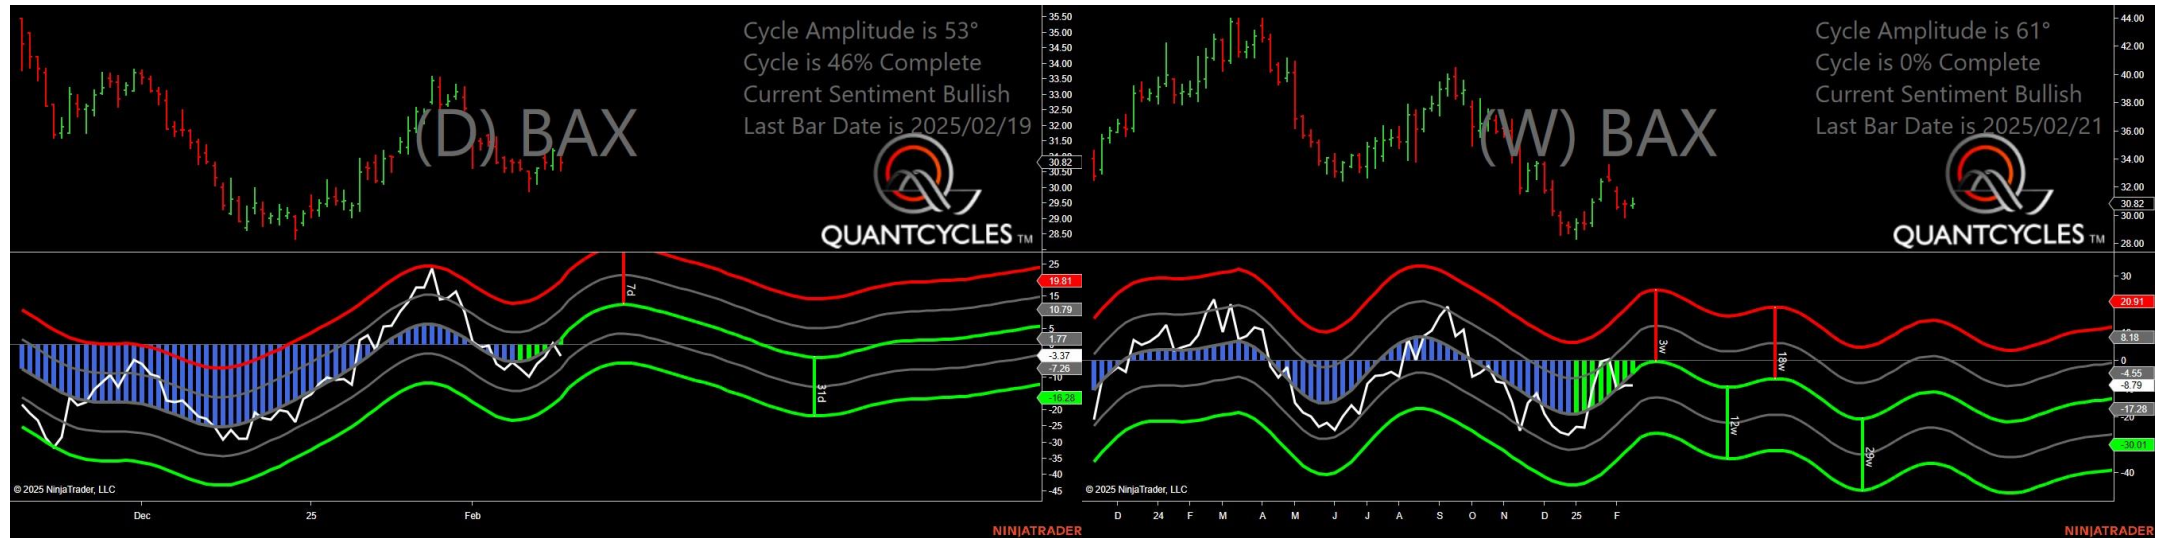 Cycle Amplitude is 53°
Cycle is 46% Complete
Current Sentiment Bullish
Last Bar Date is 2025/02/19
(D) BAX
QUANTCYCLES TM
35.50
35.00
34.50
34.00
33.50
33.00
32.50
32.00
31.50
30.82
30.50
30.00
29.50
29.00
28.50
25
19.81
15
10.79
5
1.77
-3.37
-7.26
-10
-16.28
-20
-25
-30
-35
-40
-45
7d
31d
© 2025 NinjaTrader, LLC
Dec 25 Feb
NINJATRADER
Cycle Amplitude is 61°
Cycle is 0% Complete
Current Sentiment Bullish
Last Bar Date is 2025/02/21
(W) BAX
QUANTCYCLES TM
44.00
42.00
40.00
38.00
36.00
34.00
32.00
30.82
30.00
28.00
30
20.91
8.18
0
-4.55
-8.79
-17.28
-30.01
-40
3w
18w
12w
29w
© 2025 NinjaTrader, LLC
D 24 F M A M J J A S O N D 25 F
NINJATRADER